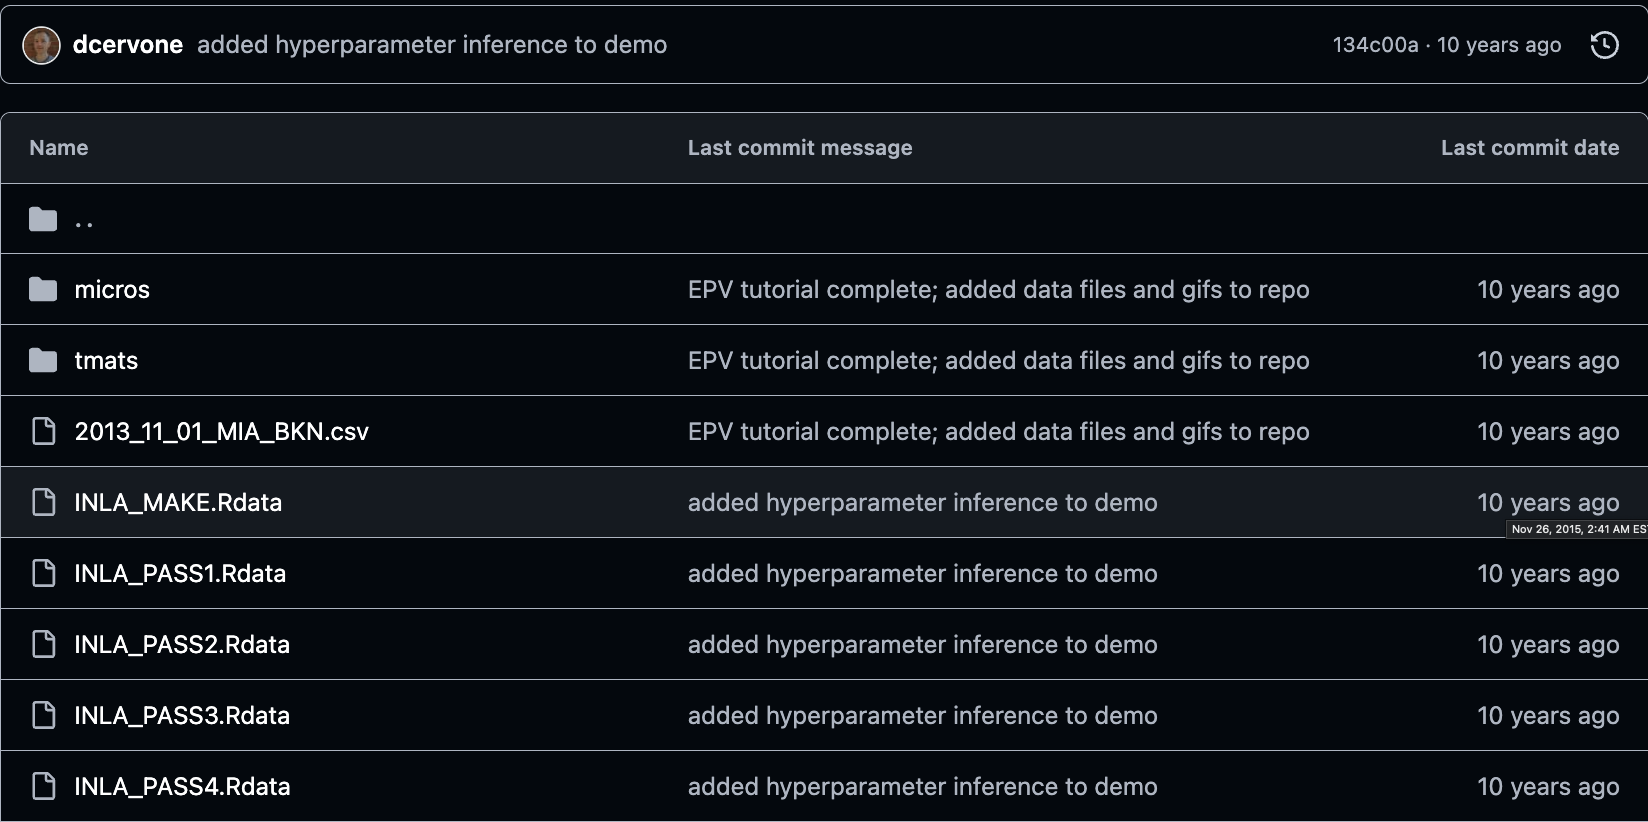 dcervone added hyperparameter inference to demo 134c00a · 10 years ago
Name Last commit message Last commit date
..
micros EPV tutorial complete; added data files and gifs to repo 10 years ago
tmats EPV tutorial complete; added data files and gifs to repo 10 years ago
2013_11_01_MIA_BKN.csv EPV tutorial complete; added data files and gifs to repo 10 years ago
INLA_MAKE.Rdata added hyperparameter inference to demo 10 years ago
Nov 26, 2015, 2:41 AM EST
INLA_PASS1.Rdata added hyperparameter inference to demo 10 years ago
INLA_PASS2.Rdata added hyperparameter inference to demo 10 years ago
INLA_PASS3.Rdata added hyperparameter inference to demo 10 years ago
INLA_PASS4.Rdata added hyperparameter inference to demo 10 years ago